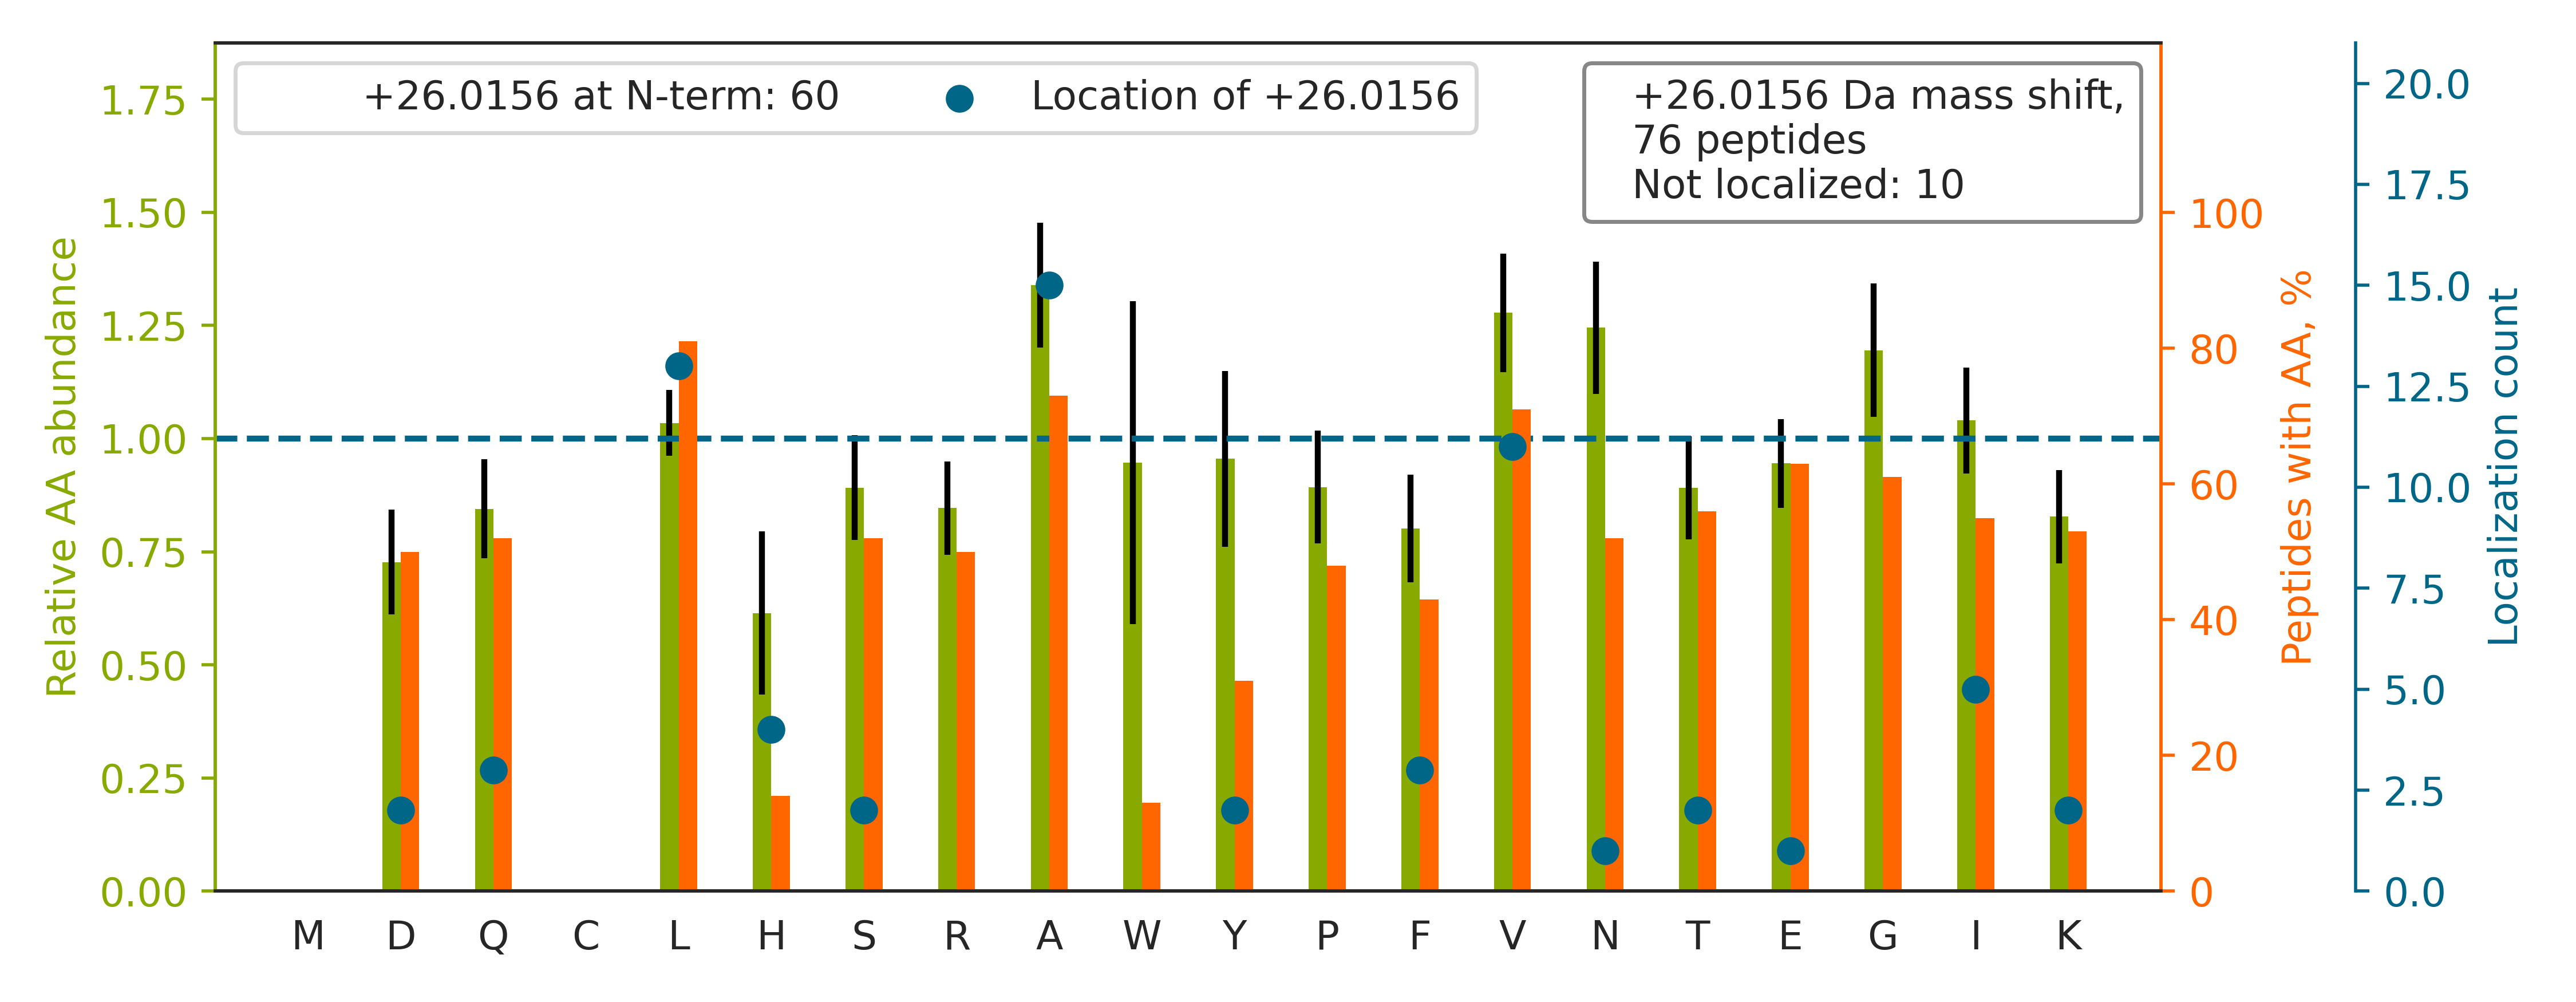 +26.0156 at N-term: 60
Location of +26.0156
+26.0156 Da mass shift,
76 peptides
Not localized: 10
Relative AA abundance
1.75
1.50
1.25
1.00
0.75
0.50
0.25
0.00
100
80
60
40
20
0
Peptides with AA, %
20.0
17.5
15.0
12.5
10.0
7.5
5.0
2.5
0.0
Localization count
M D Q C L H S R A W Y P F V N T E G I K